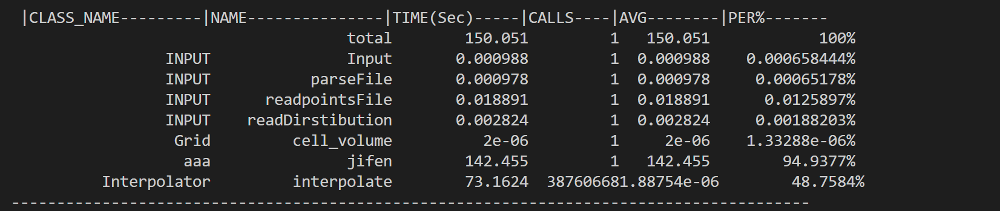 |CLASS_NAME---------|NAME---------------|TIME(Sec)-----|CALLS----|AVG--------|PER%-------
total 150.051 1 150.051 100%
INPUT Input 0.000988 1 0.000988 0.000658444%
INPUT parseFile 0.000978 1 0.000978 0.00065178%
INPUT readpointsFile 0.018891 1 0.018891 0.0125897%
INPUT readDirstibution 0.002824 1 0.002824 0.00188203%
Grid cell_volume 2e-06 1 2e-06 1.33288e-06%
aaa jifen 142.455 1 142.455 94.9377%
Interpolator interpolate 73.1624 387606681.88754e-06 48.7584%
----------------------------------------------------------------------------------------